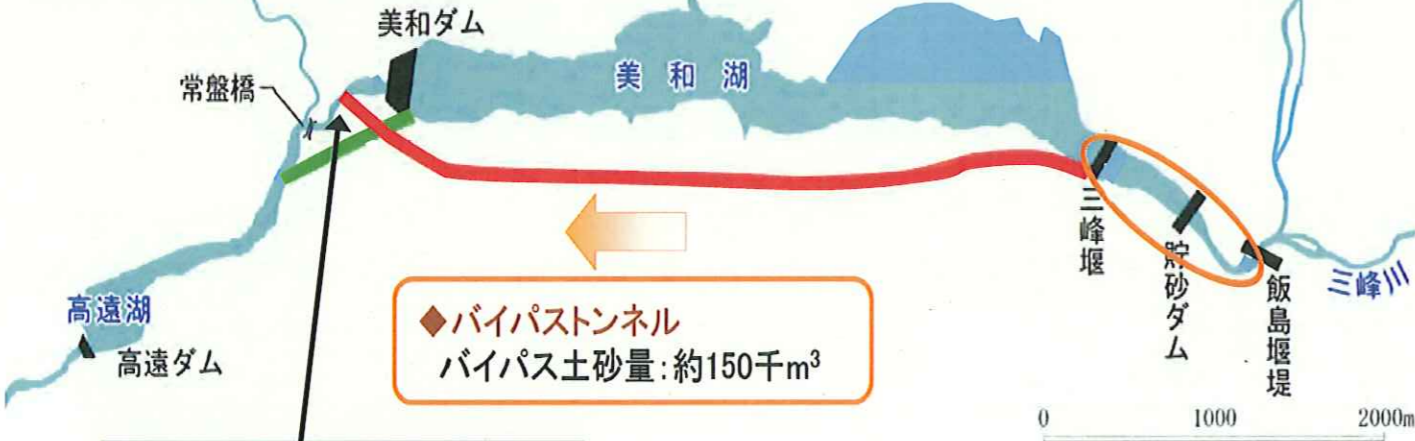 美和ダム
常盤橋
美和湖
三峰堰
貯砂ダム
飯島堰堤
三峰川
高遠湖
高遠ダム
◆バイパストンネル
バイパス土砂量:約150千m³
0 1000 2000m